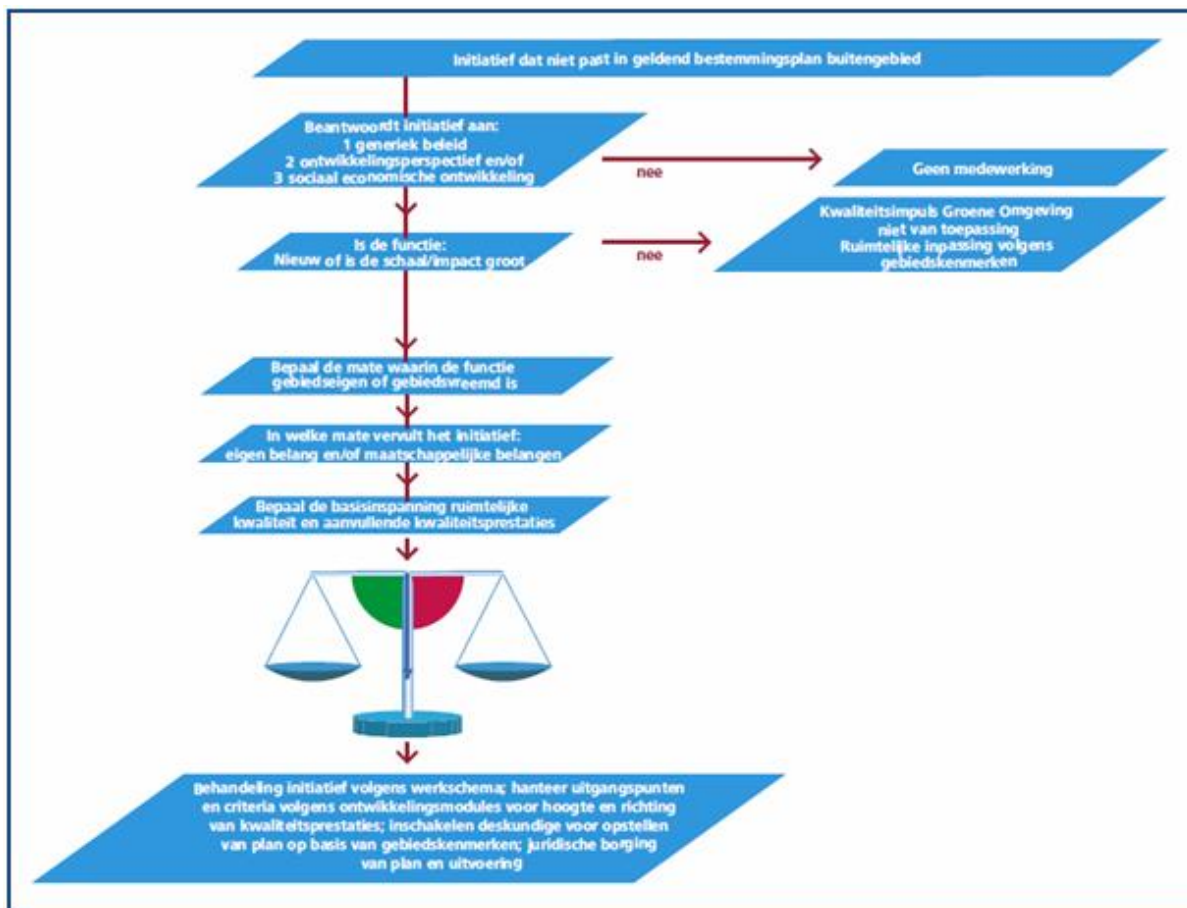 Initiatief dat niet past in geldend bestemmingsplan buitengebied
Beantwoordt initiatief aan:
1 generiek beleid
2 ontwikkelingsperspectief en/of
3 sociaal economische ontwikkeling
nee
Geen medewerking
Is de functie:
Nieuw of is de schaal/impact groot
nee
Kwaliteitsimpuls Groene Omgeving
niet van toepassing
Ruimtelijke inpassing volgens
gebiedskenmerken
Bepaal de mate waarin de functie
gebiedseigen of gebiedsvreemd is
In welke mate vervult het initiatief:
eigen belang en/of maatschappelijke belangen
Bepaal de basisinspanning ruimtelijke
kwaliteit en aanvullende kwaliteitsprestaties
Behandeling initiatief volgens werkschema; hanteer uitgangspunten
en criteria volgens ontwikkelingsmodules voor hoogte en richting
van kwaliteitsprestaties; inschakelen deskundige voor opstellen
van plan op basis van gebiedskenmerken; juridische borging
van plan en uitvoering